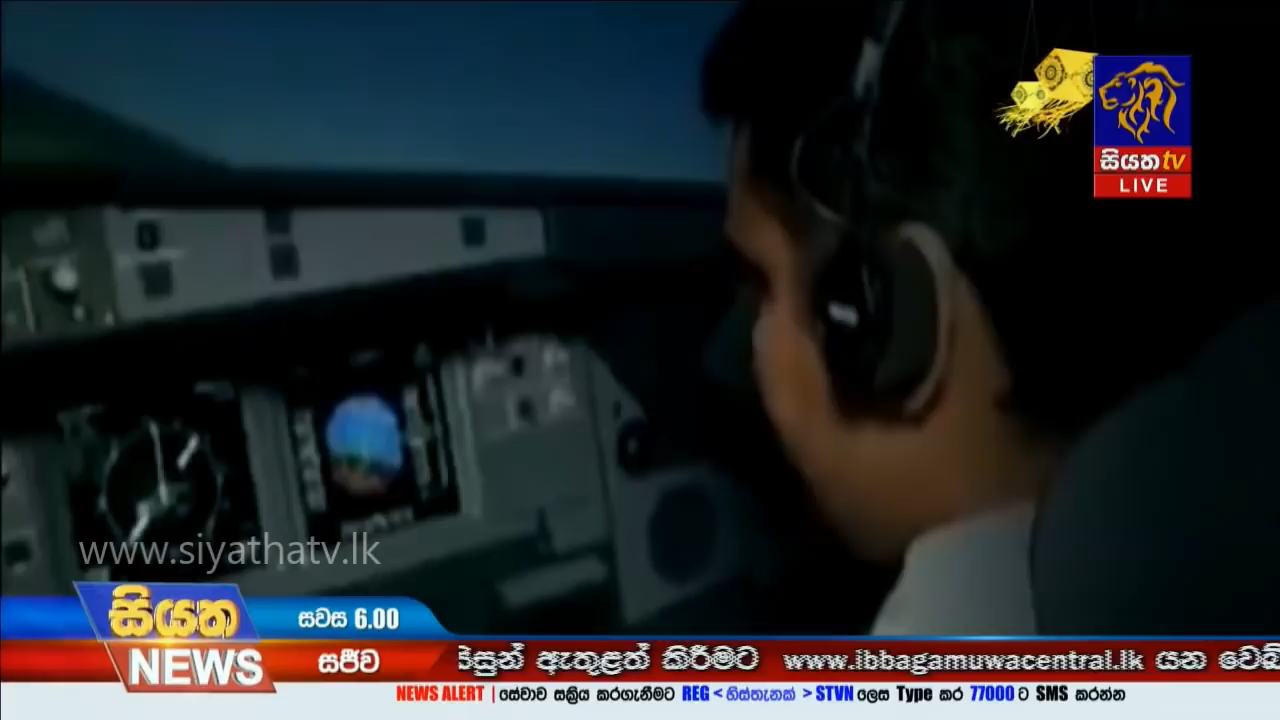 සියත tv
LIVE
www.siyathatv.lk
සියත
NEWS
සවස 6.00
සජීව
පිසුන් ඇතුළත් කිරීමට www.ibbagamuwacentral.lk යන වෙබ්
NEWS ALERT | සේවාව සක්‍රිය කරගැනීමට REG < හිස්තැනක් > STVN ලෙස Type කර 77000 ට SMS කරන්න